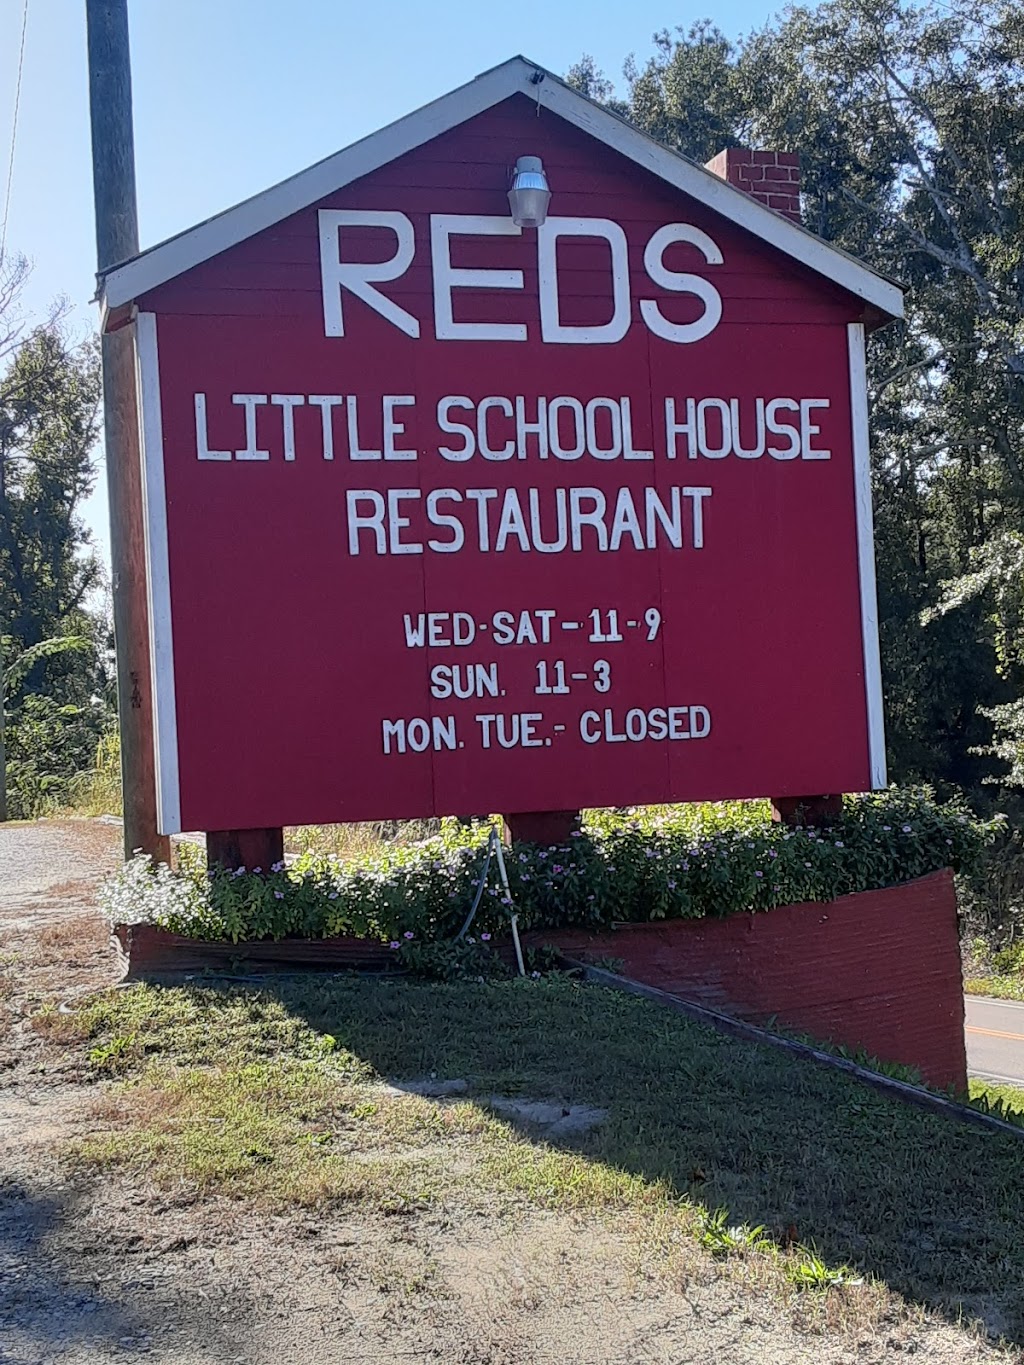 REDS
LITTLE SCHOOL HOUSE
RESTAURANT
WED-SAT-11-9
SUN. 11-3
MON. TUE.- CLOSED